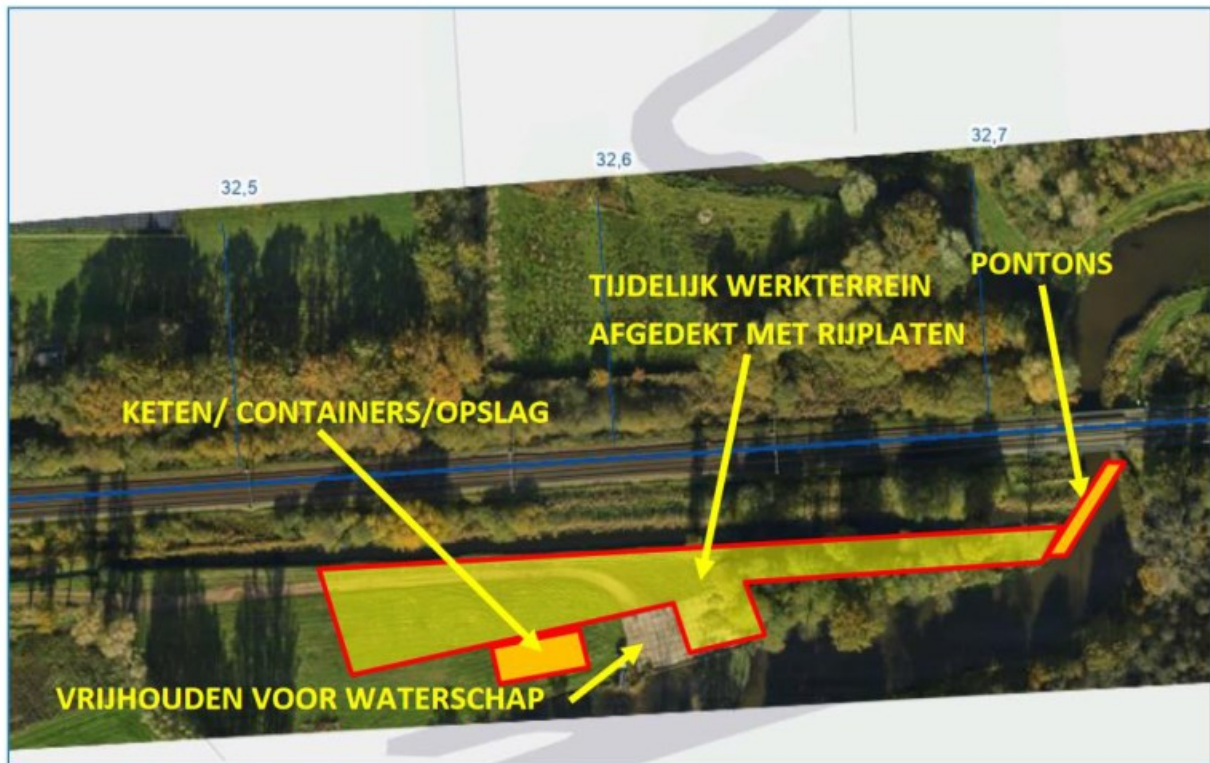 32,5
32,6
32,7
PONTONS
TIJDELIJK WERKTERREIN
AFGEDEKT MET RIJPLATEN
KETEN/ CONTAINERS/OPSLAG
VRIJHOUDEN VOOR WATERSCHAP